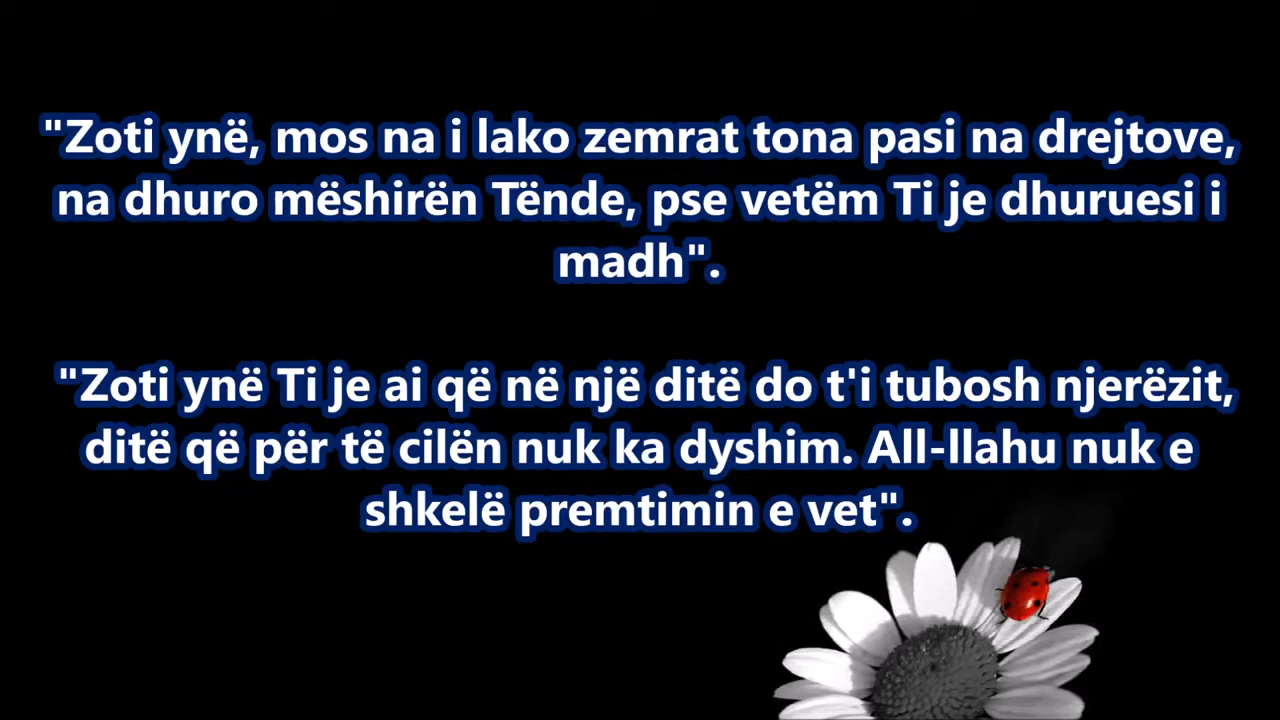 "Zoti ynë, mos na i lako zemrat tona pasi na drejtove,
na dhuro mëshirën Tënde, pse vetëm Ti je dhuruesi i
madh".
"Zoti ynë Ti je ai që në një ditë do t'i tubosh njerëzit,
ditë që për të cilën nuk ka dyshim. All-llahu nuk e
shkelë premtimin e vet".